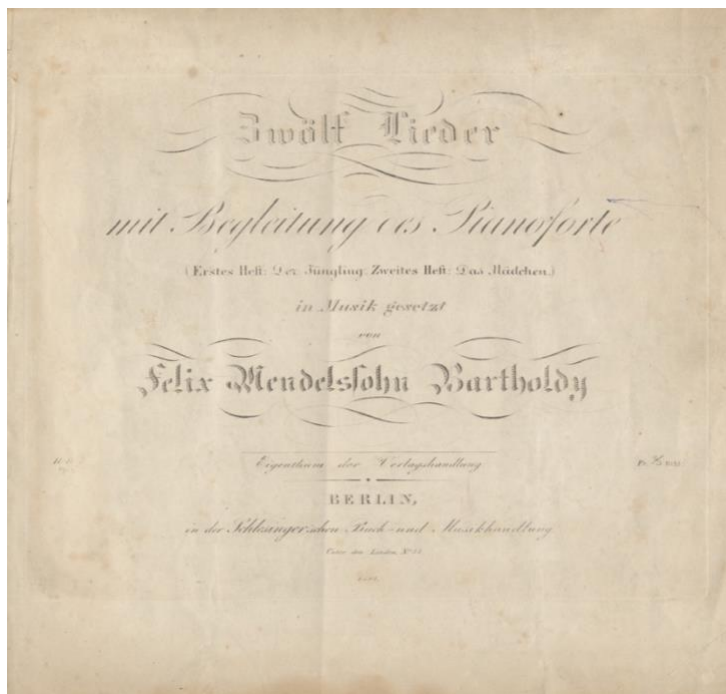 Zwölf Lieder
mit Begleitung des Pianoforte
(Erstes Heft: Der Jüngling. Zweites Heft: Das Mädchen.)
in Musik gesetzt
von
Felix Mendelssohn Bartholdy
Eigenthum der Verlagshandlung
BERLIN,
in der Schlesinger'schen Buch- und Musikhandlung
Unter den Linden